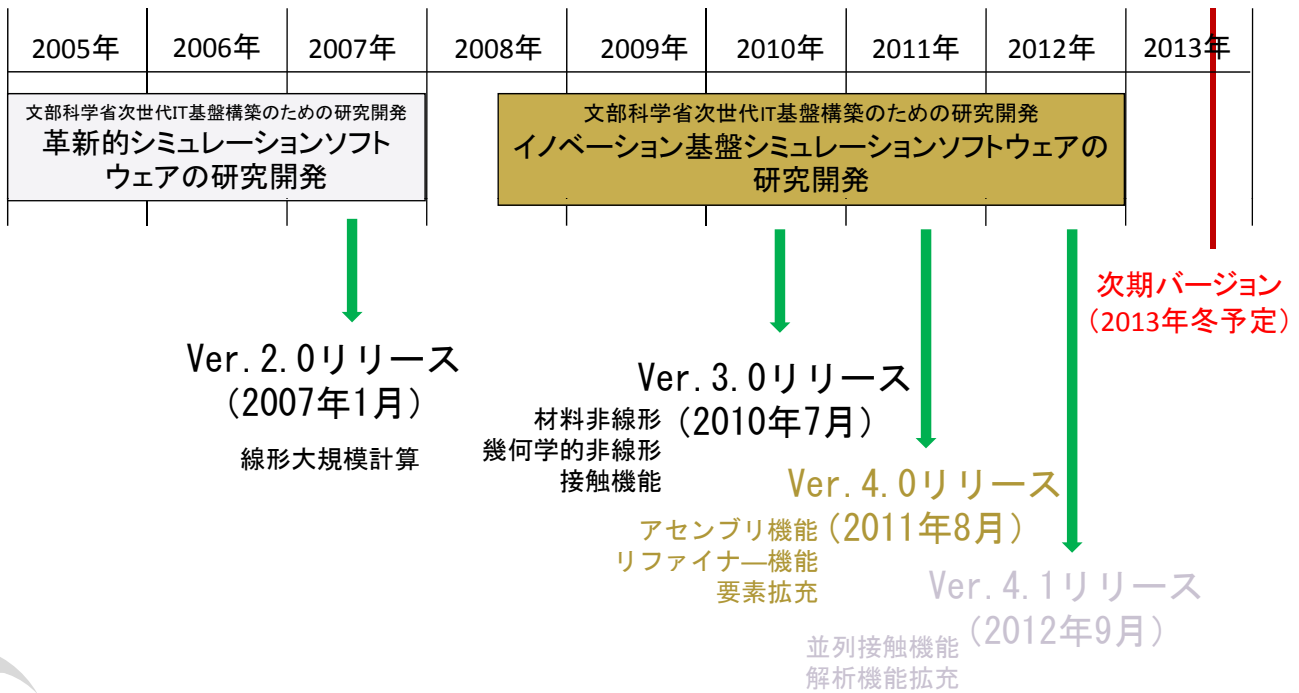 2005年 2006年 2007年 2008年 2009年 2010年 2011年 2012年 2013年
文部科学省次世代IT基盤構築のための研究開発
革新的シミュレーションソフト
ウェアの研究開発
文部科学省次世代IT基盤構築のための研究開発
イノベーション基盤シミュレーションソフトウェアの
研究開発
次期バージョン
（2013年冬予定）
Ver.2.0リリース
（2007年1月）
線形大規模計算
Ver.3.0リリース
（2010年7月）
材料非線形
幾何学的非線形
接触機能
Ver.4.0リリース
（2011年8月）
アセンブリ機能
リファイナ―機能
要素拡充
Ver.4.1リリース
（2012年9月）
並列接触機能
解析機能拡充